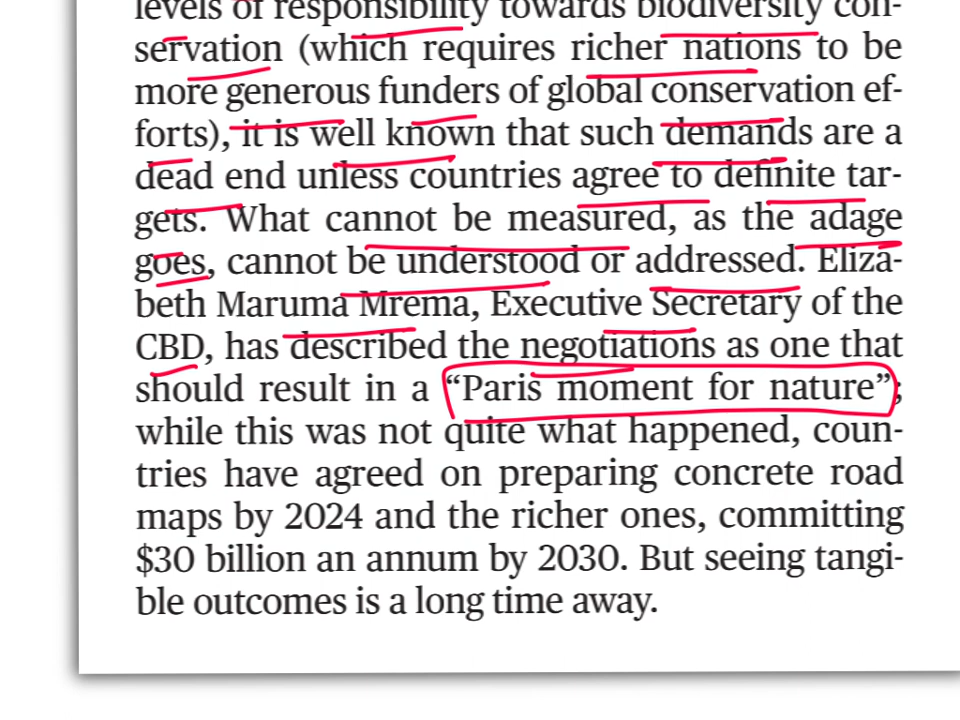 levels of responsibility towards biodiversity con-
servation (which requires richer nations to be
more generous funders of global conservation ef-
forts), it is well known that such demands are a
dead end unless countries agree to definite tar-
gets. What cannot be measured, as the adage
goes, cannot be understood or addressed. Eliza-
beth Maruma Mrema, Executive Secretary of the
CBD, has described the negotiations as one that
should result in a “Paris moment for nature”;
while this was not quite what happened, coun-
tries have agreed on preparing concrete road
maps by 2024 and the richer ones, committing
$30 billion an annum by 2030. But seeing tangi-
ble outcomes is a long time away.